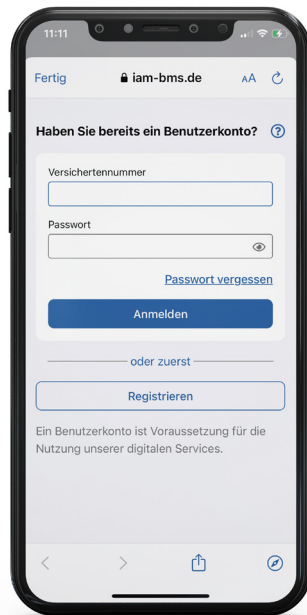 11:11
Fertig
iam-bms.de
AA
Haben Sie bereits ein Benutzerkonto?
?
Versichertennummer
Passwort
Passwort vergessen
Anmelden
oder zuerst
Registrieren
Ein Benutzerkonto ist Voraussetzung für die
Nutzung unserer digitalen Services.